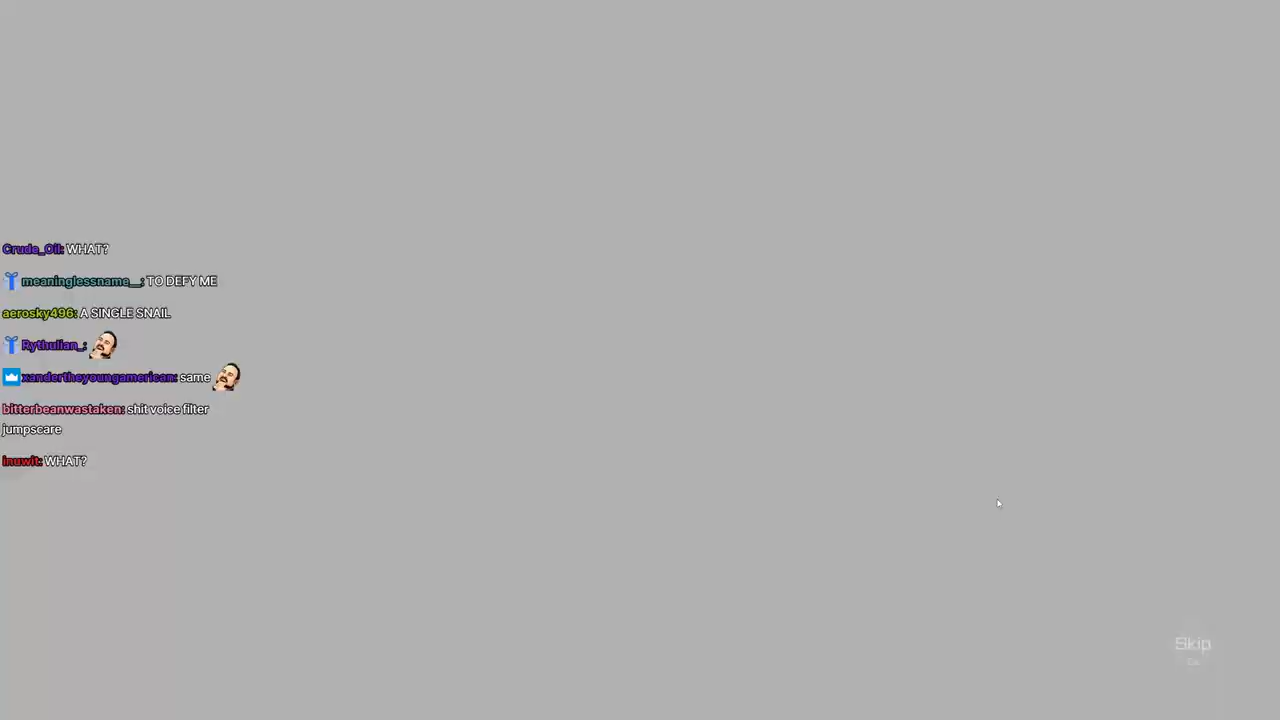 Crude_Oil: WHAT?
meaninglessname__: TO DEFY ME
aerosky496: A SINGLE SNAIL
Rythulian_:
xandertheyoungamerican: same
bitterbeanwastaken: shit voice filter
jumpscare
inuwit: WHAT?
Skip